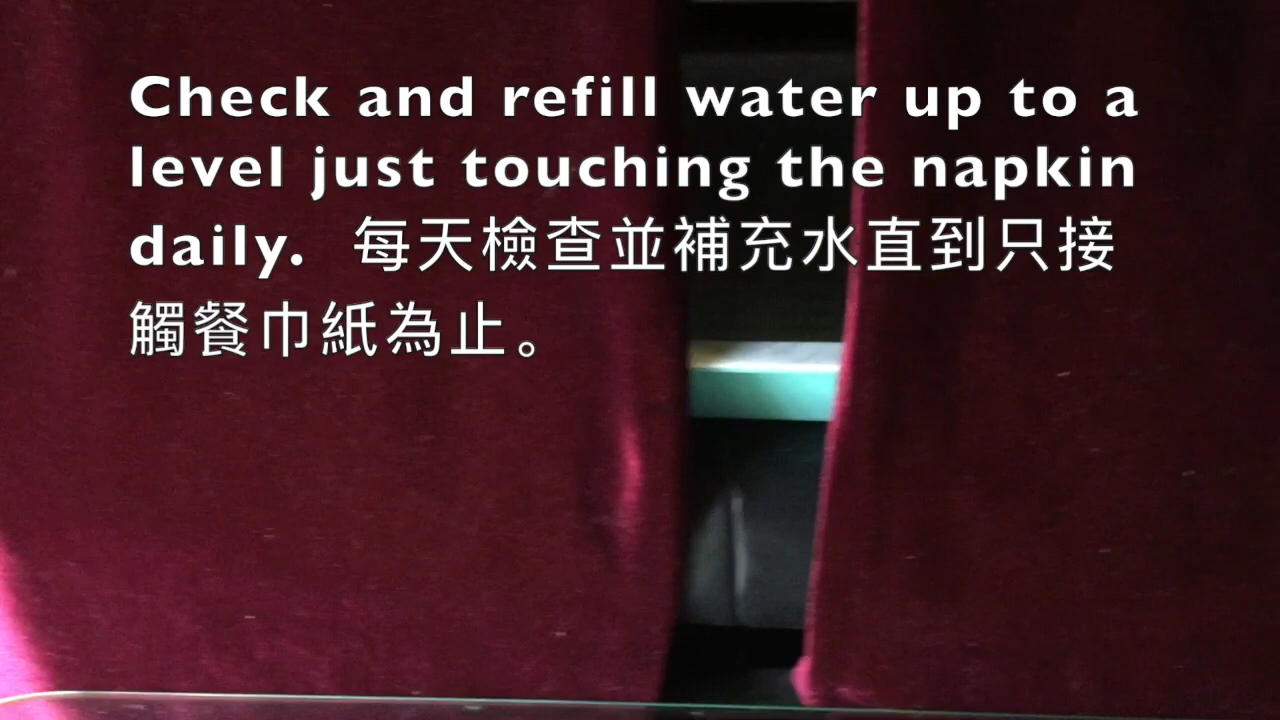 Check and refill water up to a
level just touching the napkin
daily. 每天檢查並補充水直到只接
觸餐巾紙為止。